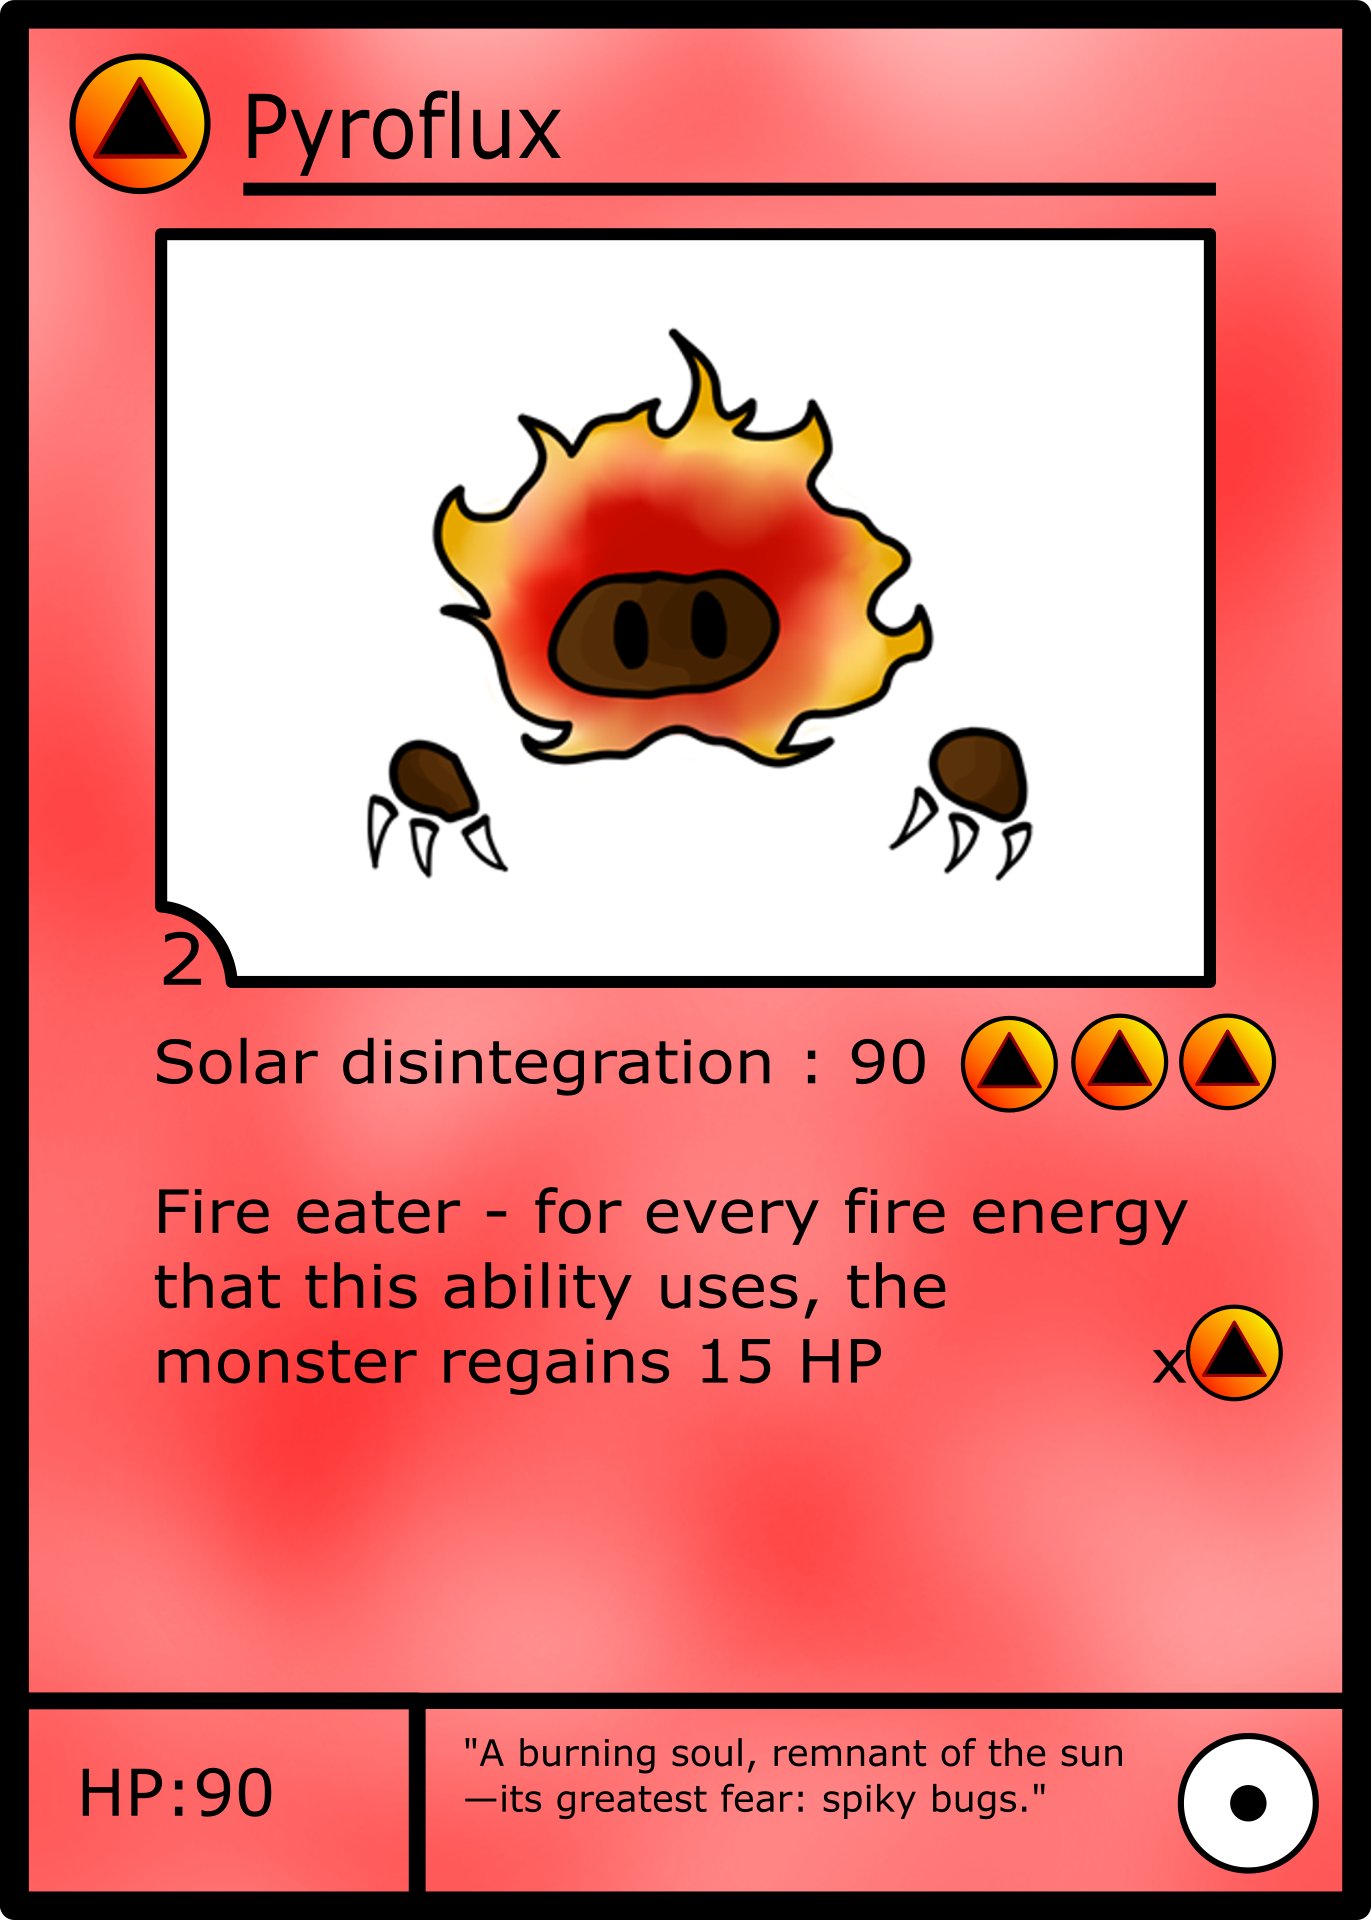 Pyroflux
2
Solar disintegration : 90
Fire eater - for every fire energy
that this ability uses, the
monster regains 15 HP x
HP:90
"A burning soul, remnant of the sun
—its greatest fear: spiky bugs."